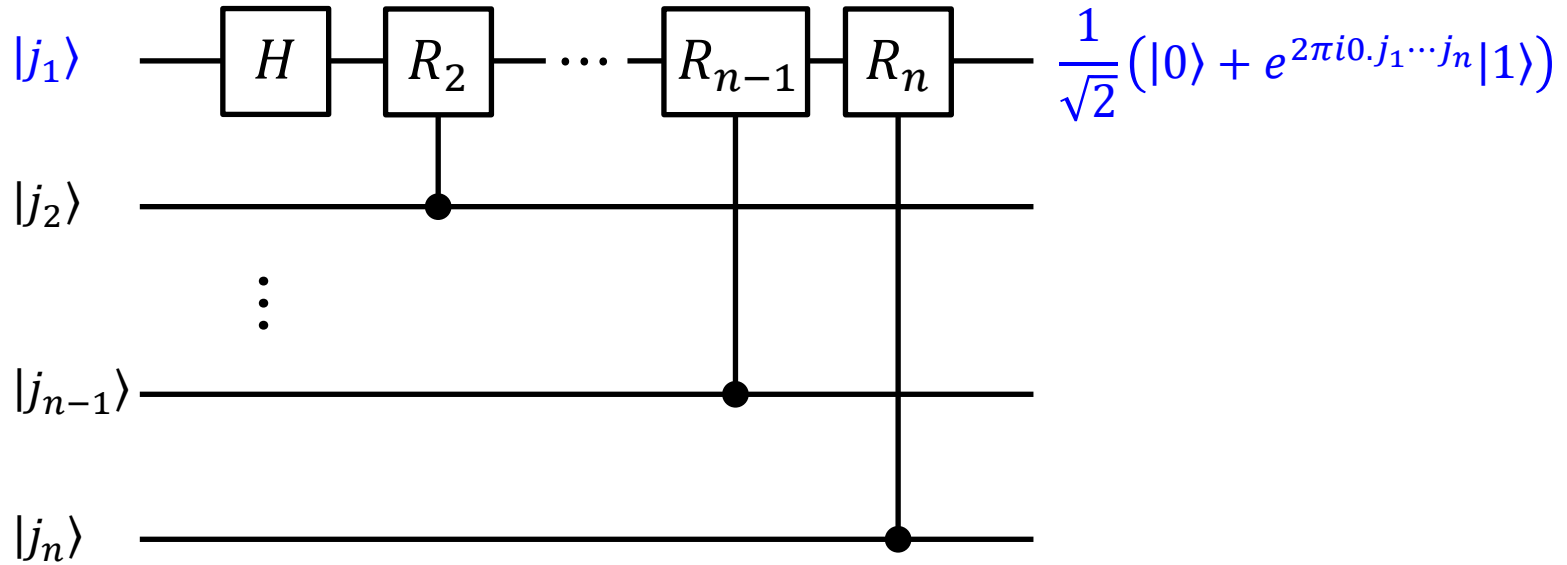 |j₁⟩ H R₂ ⋯ Rₙ₋₁ Rₙ 1/√2 (|0⟩ + e^{2πi0.j₁⋯jₙ}|1⟩)
|j₂⟩
⋮
|jₙ₋₁⟩
|jₙ⟩